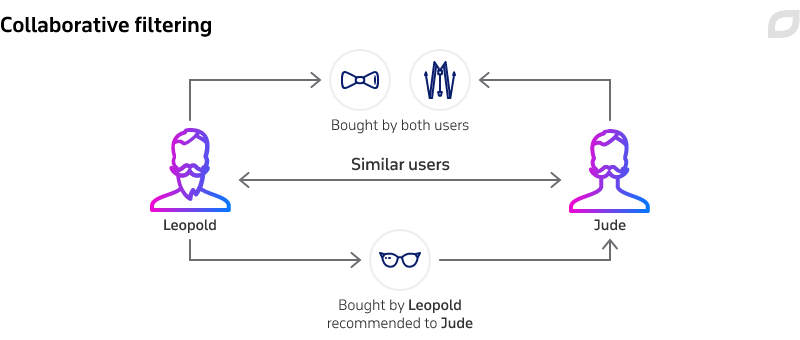 Collaborative filtering
Bought by both users
Similar users
Leopold
Jude
Bought by Leopold
recommended to Jude